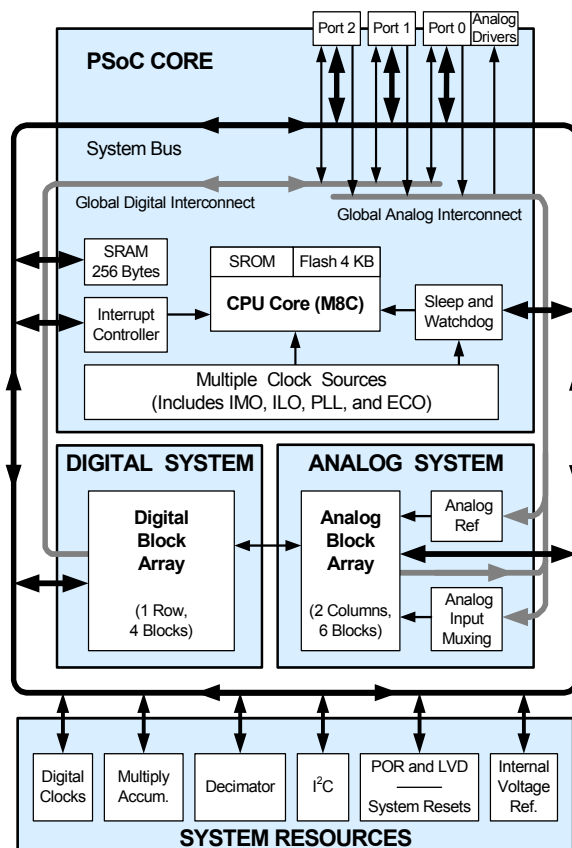 Port 2
Port 1
Port 0
Analog
Drivers
PSoC CORE
System Bus
Global Digital Interconnect
Global Analog Interconnect
SRAM
256 Bytes
SROM
Flash 4 KB
CPU Core (M8C)
Interrupt
Controller
Sleep and
Watchdog
Multiple Clock Sources
(Includes IMO, ILO, PLL, and ECO)
DIGITAL SYSTEM
Digital
Block
Array
(1 Row,
4 Blocks)
ANALOG SYSTEM
Analog
Block
Array
(2 Columns,
6 Blocks)
Analog
Ref
Analog
Input
Muxing
Digital
Clocks
Multiply
Accum.
Decimator
I²C
POR and LVD
System Resets
Internal
Voltage
Ref.
SYSTEM RESOURCES